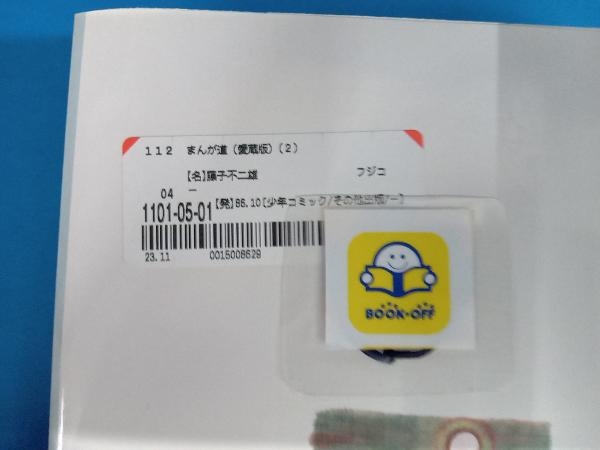 112 まんが道(愛蔵版)(2)
【名】藤子不二雄 フジコ
04 ー
1101-05-01 【発】86.10[少年コミック/その他出版/ー]
23.11 0015008629
BOOK・OFF